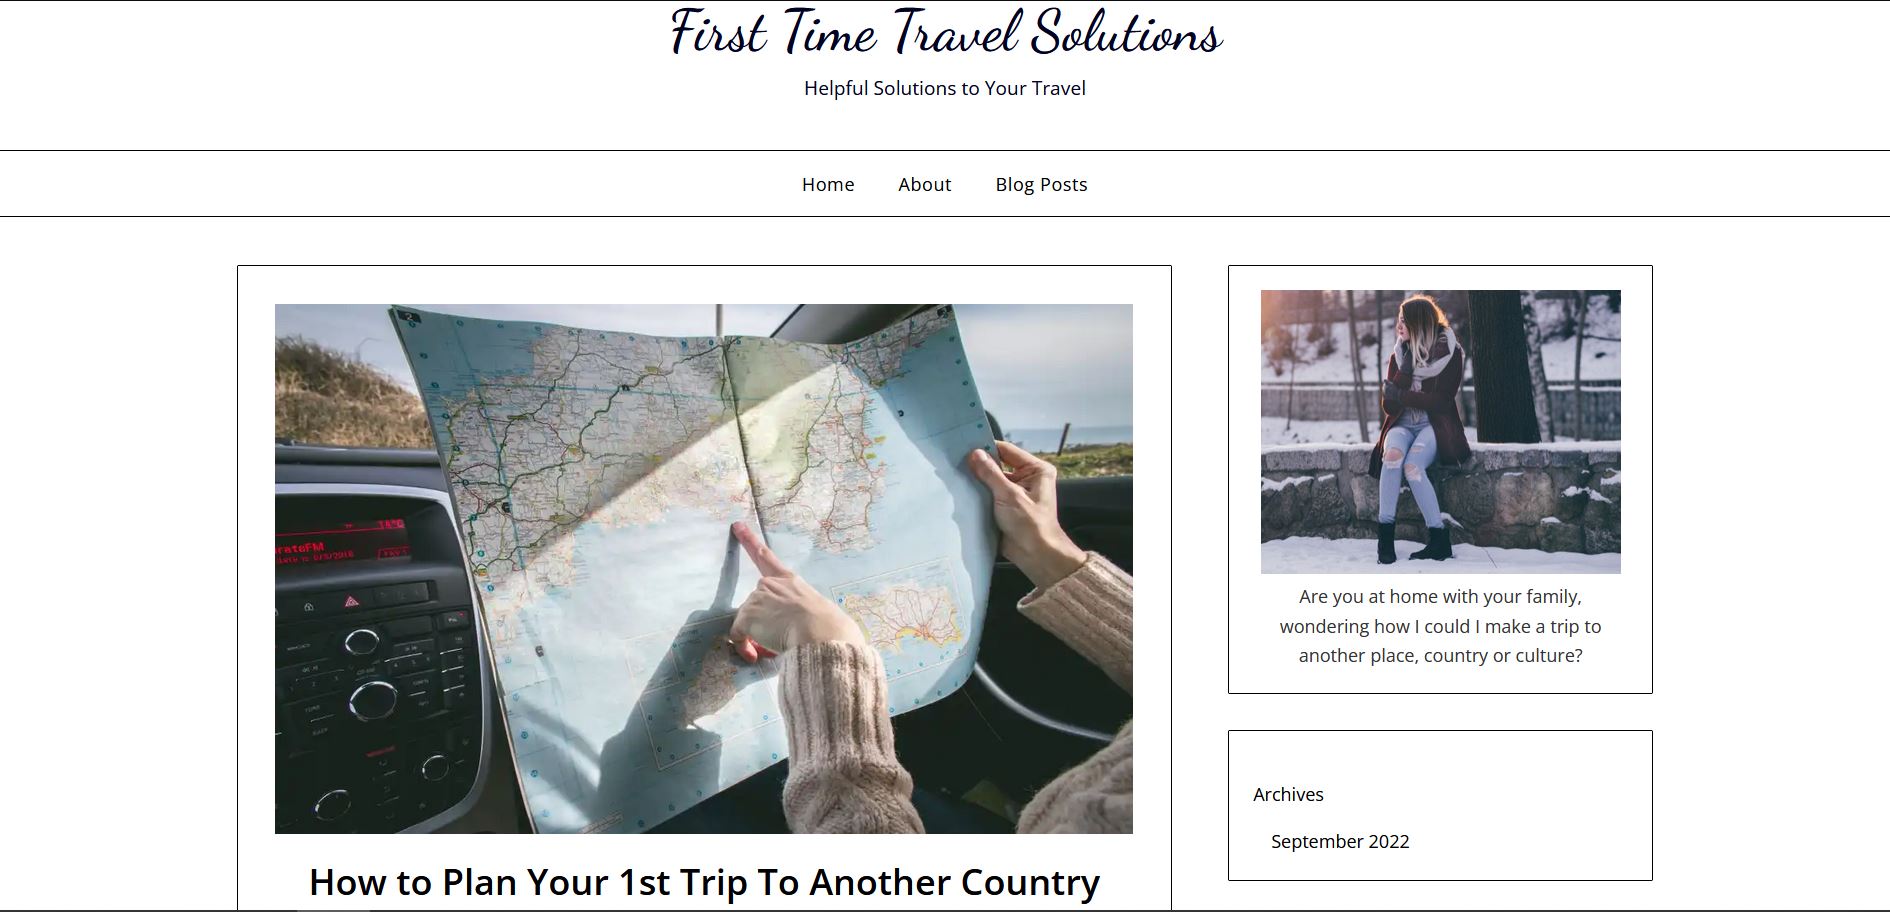 First Time Travel Solutions
Helpful Solutions to Your Travel
Home About Blog Posts
How to Plan Your 1st Trip To Another Country
Are you at home with your family,
wondering how I could I make a trip to
another place, country or culture?
Archives
September 2022